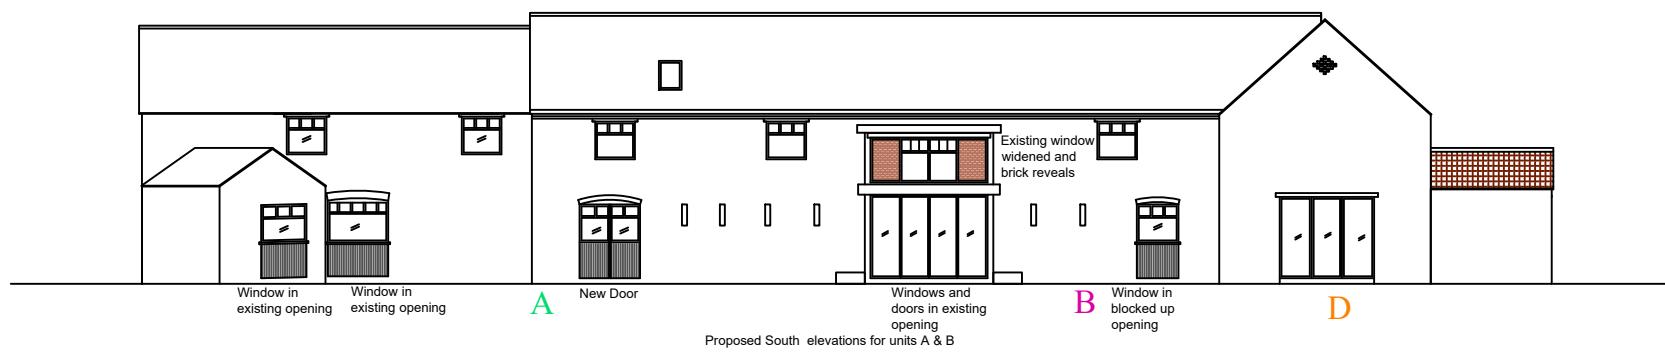 Existing window
widened and
brick reveals
Window in
existing opening
Window in
existing opening
A
New Door
Windows and
doors in existing
opening
B
Window in
blocked up
opening
D
Proposed South elevations for units A & B